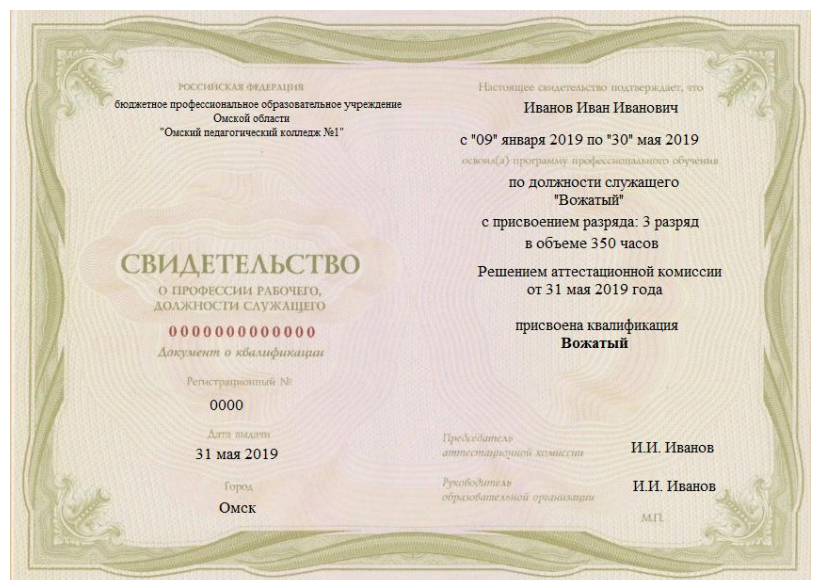 РОССИЙСКАЯ ФЕДЕРАЦИЯ
бюджетное профессиональное образовательное учреждение
Омской области
"Омский педагогический колледж №1"
СВИДЕТЕЛЬСТВО
О ПРОФЕССИИ РАБОЧЕГО,
ДОЛЖНОСТИ СЛУЖАЩЕГО
0000000000000
Документ о квалификации
Регистрационный №
0000
Дата выдачи
31 мая 2019
Город
Омск
Настоящее свидетельство подтверждает, что
Иванов Иван Иванович
с "09" января 2019 по "30" мая 2019
освоил(а) программу профессионального обучения
по должности служащего
"Вожатый"
с присвоением разряда: 3 разряд
в объеме 350 часов
Решением аттестационной комиссии
от 31 мая 2019 года
присвоена квалификация
Вожатый
Председатель
аттестационной комиссии
И.И. Иванов
Руководитель
образовательной организации
И.И. Иванов
М.П.